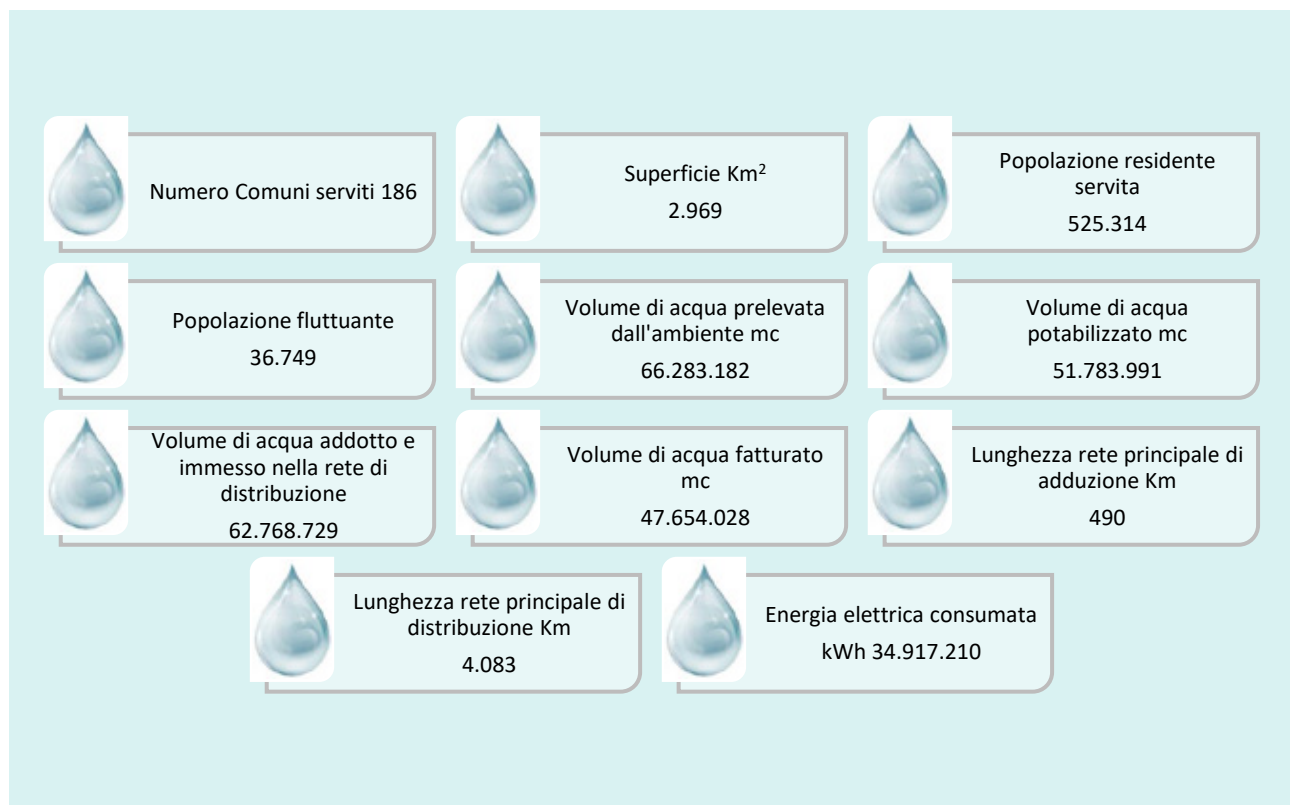 Numero Comuni serviti 186
Superficie Km²
2.969
Popolazione residente
servita
525.314
Popolazione fluttuante
36.749
Volume di acqua prelevata
dall'ambiente mc
66.283.182
Volume di acqua
potabilizzato mc
51.783.991
Volume di acqua addotto e
immesso nella rete di
distribuzione
62.768.729
Volume di acqua fatturato
mc
47.654.028
Lunghezza rete principale di
adduzione Km
490
Lunghezza rete principale di
distribuzione Km
4.083
Energia elettrica consumata
kWh 34.917.210